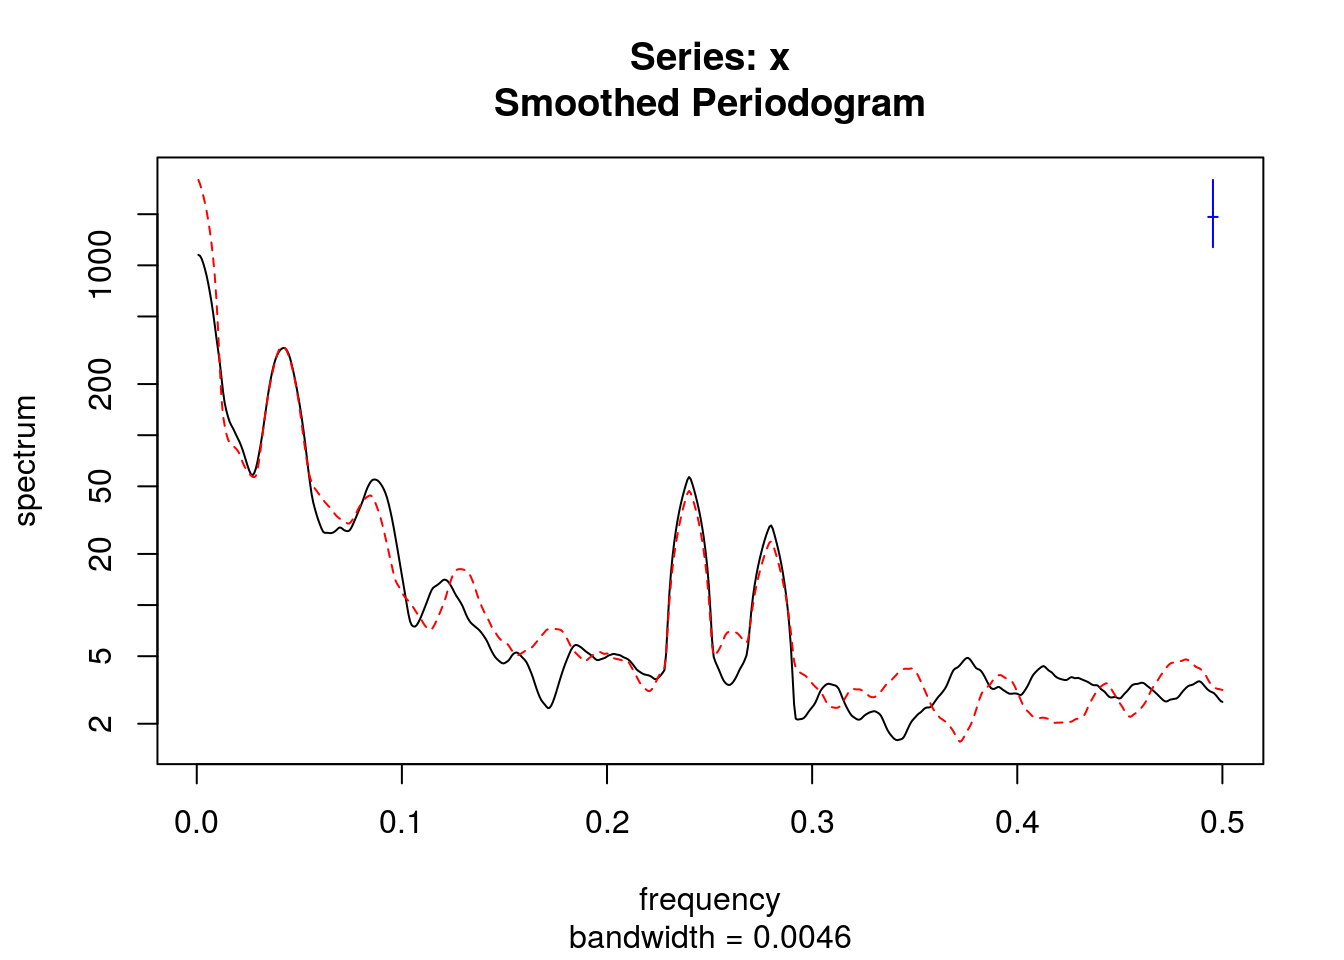 Series: x
Smoothed Periodogram
spectrum
1000
200
50
20
5
2
0.0 0.1 0.2 0.3 0.4 0.5
frequency
bandwidth = 0.0046